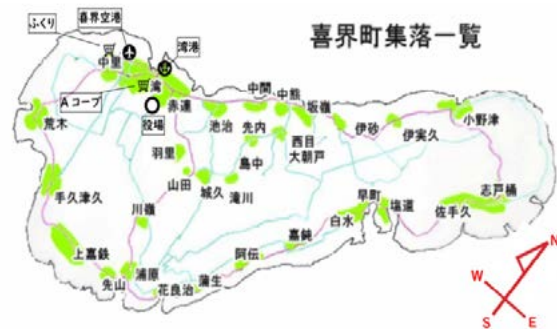 喜界町集落一覧
喜界空港
ふくり
湾港
中里
湾
Aコープ
赤連
役場
荒木
池治
中間
先内
中熊
坂嶺
西目
大朝戸
伊砂
伊実久
小野津
羽里
島中
山田
城久
滝川
手久津久
川嶺
早町
塩道
白水
佐手久
志戸桶
上嘉鉄
嘉鈍
阿伝
先山
浦原
蒲生
花良治
N
W
S
E